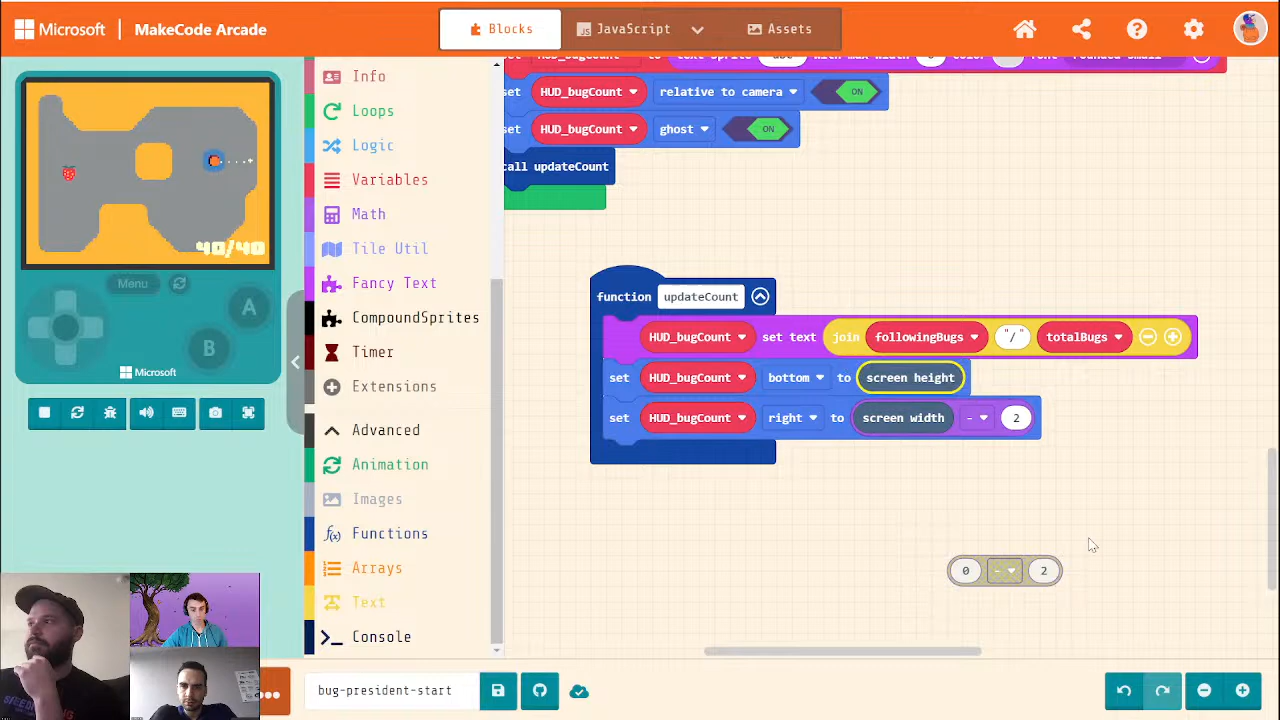 Microsoft
MakeCode Arcade
Blocks
JavaScript
Assets
40/40
Menu
A
B
Microsoft
Info
Loops
Logic
Variables
Math
Tile Util
Fancy Text
CompoundSprites
Timer
Extensions
Advanced
Animation
Images
Functions
Arrays
Text
Console
set HUD_bugCount relative to camera ON
set HUD_bugCount ghost ON
call updateCount
function updateCount
HUD_bugCount set text join followingBugs "/" totalBugs
set HUD_bugCount bottom to screen height
set HUD_bugCount right to screen width - 2
0 - 2
bug-president-start